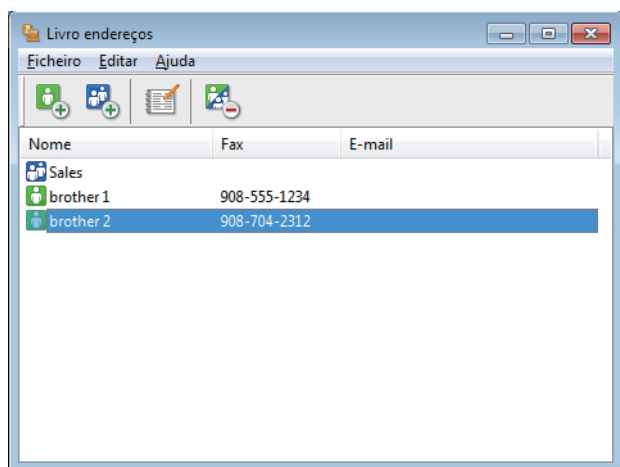 Livro endereços
Ficheiro Editar Ajuda
Nome Fax E-mail
Sales
brother 1 908-555-1234
brother 2 908-704-2312